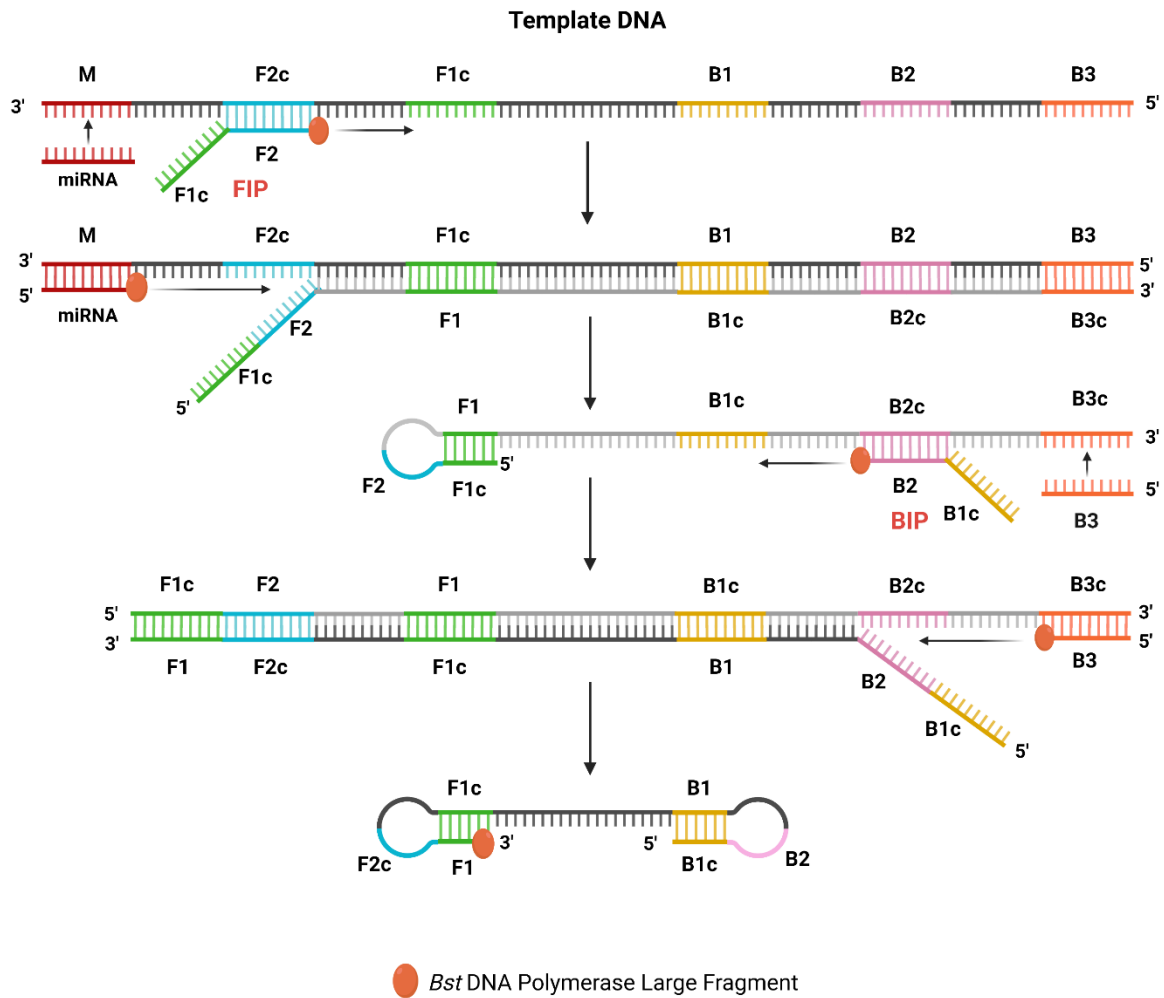 Template DNA
M F2c F1c B1 B2 B3
3' 5'
F2
miRNA
F1c FIP
M F2c F1c B1 B2 B3
3' 5'
5' 3'
miRNA F2 F1 B1c B2c B3c
F1c
5'
F1 B1c B2c B3c
3'
5'
F2 F1c B2 B1c 5'
BIP B3
F1c F2 F1 B1c B2c B3c
5' 3'
3' 5'
F1 F2c F1c B1 B2 B3
B1c
5'
F1c B1
3' 5'
F2c F1 B1c B2
Bst DNA Polymerase Large Fragment